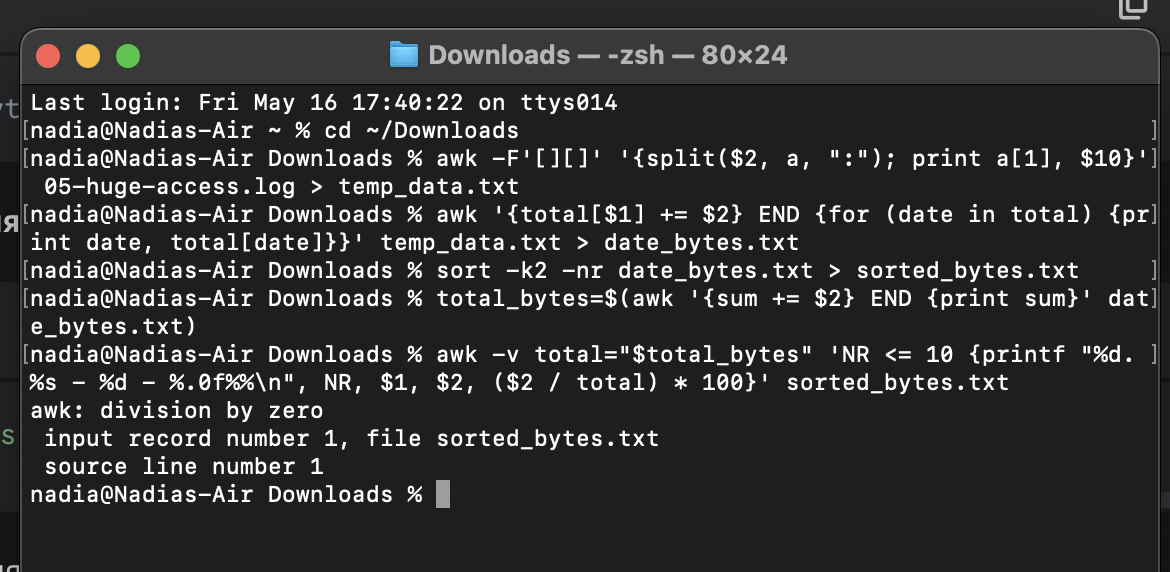 Downloads — -zsh — 80×24
Last login: Fri May 16 17:40:22 on ttys014
[nadia@Nadias-Air ~ % cd ~/Downloads ]
[nadia@Nadias-Air Downloads % awk -F'[][]' '{split($2, a, ":"); print a[1], $10}']
 05-huge-access.log > temp_data.txt
[nadia@Nadias-Air Downloads % awk '{total[$1] += $2} END {for (date in total) {pr]
int date, total[date]}}' temp_data.txt > date_bytes.txt
[nadia@Nadias-Air Downloads % sort -k2 -nr date_bytes.txt > sorted_bytes.txt ]
[nadia@Nadias-Air Downloads % total_bytes=$(awk '{sum += $2} END {print sum}' dat]
e_bytes.txt)
[nadia@Nadias-Air Downloads % awk -v total="$total_bytes" 'NR <= 10 {printf "%d. ]
%s - %d - %.0f%%\n", NR, $1, $2, ($2 / total) * 100}' sorted_bytes.txt
awk: division by zero
 input record number 1, file sorted_bytes.txt
 source line number 1
nadia@Nadias-Air Downloads %